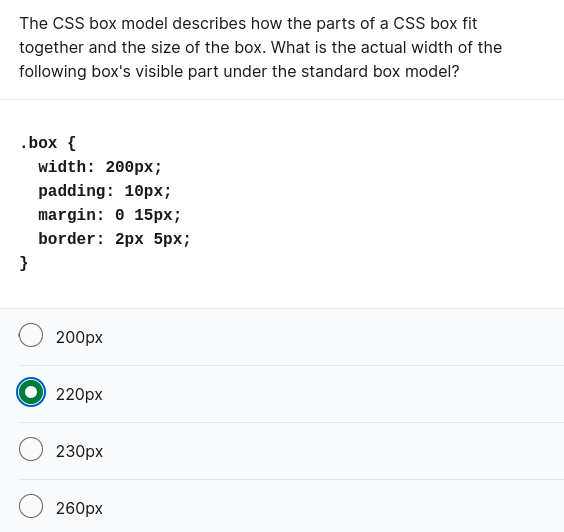 The CSS box model describes how the parts of a CSS box fit
together and the size of the box. What is the actual width of the
following box's visible part under the standard box model?
.box {
  width: 200px;
  padding: 10px;
  margin: 0 15px;
  border: 2px 5px;
}
200px
220px
230px
260px